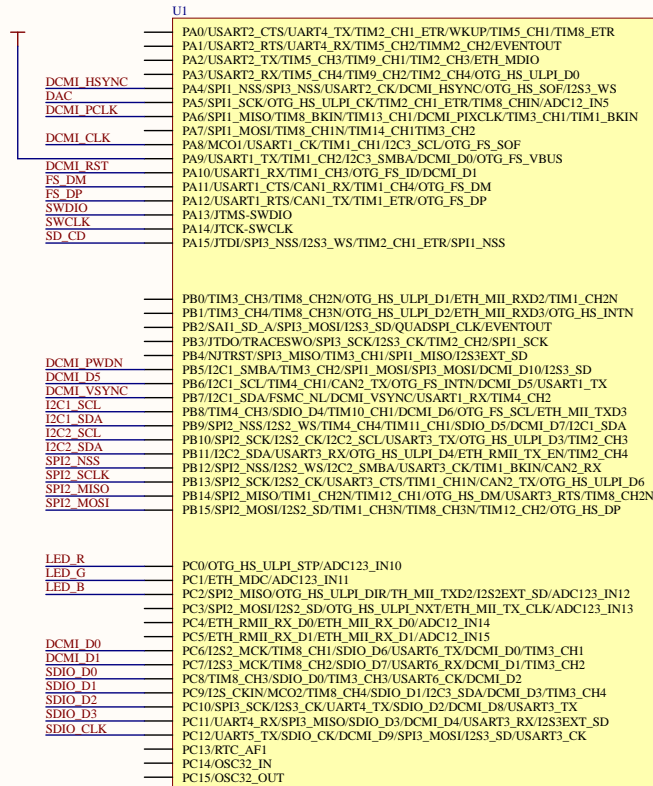 U1
PA0/USART2_CTS/UART4_TX/TIM2_CH1_ETR/WKUP/TIM5_CH1/TIM8_ETR
PA1/USART2_RTS/UART4_RX/TIM5_CH2/TIMM2_CH2/EVENTOUT
PA2/USART2_TX/TIM5_CH3/TIM9_CH1/TIM2_CH3/ETH_MDIO
PA3/USART2_RX/TIM5_CH4/TIM9_CH2/TIM2_CH4/OTG_HS_ULPI_D0
DCMI_HSYNC PA4/SPI1_NSS/SPI3_NSS/USART2_CK/DCMI_HSYNC/OTG_HS_SOF/I2S3_WS
DAC PA5/SPI1_SCK/OTG_HS_ULPI_CK/TIM2_CH1_ETR/TIM8_CHIN/ADC12_IN5
DCMI_PCLK PA6/SPI1_MISO/TIM8_BKIN/TIM13_CH1/DCMI_PIXCLK/TIM3_CH1/TIM1_BKIN
PA7/SPI1_MOSI/TIM8_CH1N/TIM14_CH1TIM3_CH2
DCMI_CLK PA8/MCO1/USART1_CK/TIM1_CH1/I2C3_SCL/OTG_FS_SOF
PA9/USART1_TX/TIM1_CH2/I2C3_SMBA/DCMI_D0/OTG_FS_VBUS
DCMI_RST PA10/USART1_RX/TIM1_CH3/OTG_FS_ID/DCMI_D1
FS_DM PA11/USART1_CTS/CAN1_RX/TIM1_CH4/OTG_FS_DM
FS_DP PA12/USART1_RTS/CAN1_TX/TIM1_ETR/OTG_FS_DP
SWDIO PA13/JTMS-SWDIO
SWCLK PA14/JTCK-SWCLK
SD_CD PA15/JTDI/SPI3_NSS/I2S3_WS/TIM2_CH1_ETR/SPI1_NSS
PB0/TIM3_CH3/TIM8_CH2N/OTG_HS_ULPI_D1/ETH_MII_RXD2/TIM1_CH2N
PB1/TIM3_CH4/TIM8_CH3N/OTG_HS_ULPI_D2/ETH_MII_RXD3/OTG_HS_INTN
PB2/SAI1_SD_A/SPI3_MOSI/I2S3_SD/QUADSPI_CLK/EVENTOUT
PB3/JTDO/TRACESWO/SPI3_SCK/I2S3_CK/TIM2_CH2/SPI1_SCK
PB4/NJTRST/SPI3_MISO/TIM3_CH1/SPI1_MISO/I2S3EXT_SD
DCMI_PWDN PB5/I2C1_SMBA/TIM3_CH2/SPI1_MOSI/SPI3_MOSI/DCMI_D10/I2S3_SD
DCMI_D5 PB6/I2C1_SCL/TIM4_CH1/CAN2_TX/OTG_FS_INTN/DCMI_D5/USART1_TX
DCMI_VSYNC PB7/I2C1_SDA/FSMC_NL/DCMI_VSYNC/USART1_RX/TIM4_CH2
I2C1_SCL PB8/TIM4_CH3/SDIO_D4/TIM10_CH1/DCMI_D6/OTG_FS_SCL/ETH_MII_TXD3
I2C1_SDA PB9/SPI2_NSS/I2S2_WS/TIM4_CH4/TIM11_CH1/SDIO_D5/DCMI_D7/I2C1_SDA
I2C2_SCL PB10/SPI2_SCK/I2S2_CK/I2C2_SCL/USART3_TX/OTG_HS_ULPI_D3/TIM2_CH3
I2C2_SDA PB11/I2C2_SDA/USART3_RX/OTG_HS_ULPI_D4/ETH_RMII_TX_EN/TIM2_CH4
SPI2_NSS PB12/SPI2_NSS/I2S2_WS/I2C2_SMBA/USART3_CK/TIM1_BKIN/CAN2_RX
SPI2_SCLK PB13/SPI2_SCK/I2S2_CK/USART3_CTS/TIM1_CH1N/CAN2_TX/OTG_HS_ULPI_D6
SPI2_MISO PB14/SPI2_MISO/TIM1_CH2N/TIM12_CH1/OTG_HS_DM/USART3_RTS/TIM8_CH2N
SPI2_MOSI PB15/SPI2_MOSI/I2S2_SD/TIM1_CH3N/TIM8_CH3N/TIM12_CH2/OTG_HS_DP
LED_R PC0/OTG_HS_ULPI_STP/ADC123_IN10
LED_G PC1/ETH_MDC/ADC123_IN11
LED_B PC2/SPI2_MISO/OTG_HS_ULPI_DIR/TH_MII_TXD2/I2S2EXT_SD/ADC123_IN12
PC3/SPI2_MOSI/I2S2_SD/OTG_HS_ULPI_NXT/ETH_MII_TX_CLK/ADC123_IN13
PC4/ETH_RMII_RX_D0/ETH_MII_RX_D0/ADC12_IN14
PC5/ETH_RMII_RX_D1/ETH_MII_RX_D1/ADC12_IN15
DCMI_D0 PC6/I2S2_MCK/TIM8_CH1/SDIO_D6/USART6_TX/DCMI_D0/TIM3_CH1
DCMI_D1 PC7/I2S3_MCK/TIM8_CH2/SDIO_D7/USART6_RX/DCMI_D1/TIM3_CH2
SDIO_D0 PC8/TIM8_CH3/SDIO_D0/TIM3_CH3/USART6_CK/DCMI_D2
SDIO_D1 PC9/I2S_CKIN/MCO2/TIM8_CH4/SDIO_D1/I2C3_SDA/DCMI_D3/TIM3_CH4
SDIO_D2 PC10/SPI3_SCK/I2S3_CK/UART4_TX/SDIO_D2/DCMI_D8/USART3_TX
SDIO_D3 PC11/UART4_RX/SPI3_MISO/SDIO_D3/DCMI_D4/USART3_RX/I2S3EXT_SD
SDIO_CLK PC12/UART5_TX/SDIO_CK/DCMI_D9/SPI3_MOSI/I2S3_SD/USART3_CK
PC13/RTC_AF1
PC14/OSC32_IN
PC15/OSC32_OUT